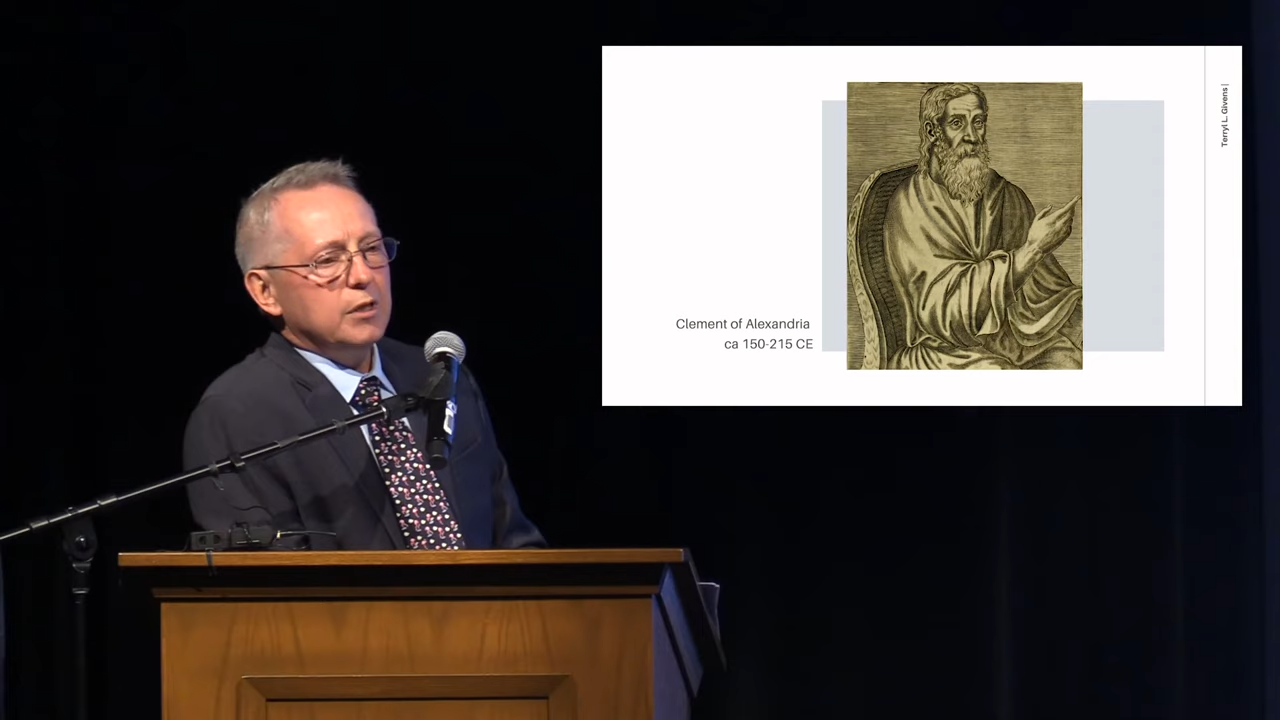 Clement of Alexandria
ca 150-215 CE
Terryl L. Givens |